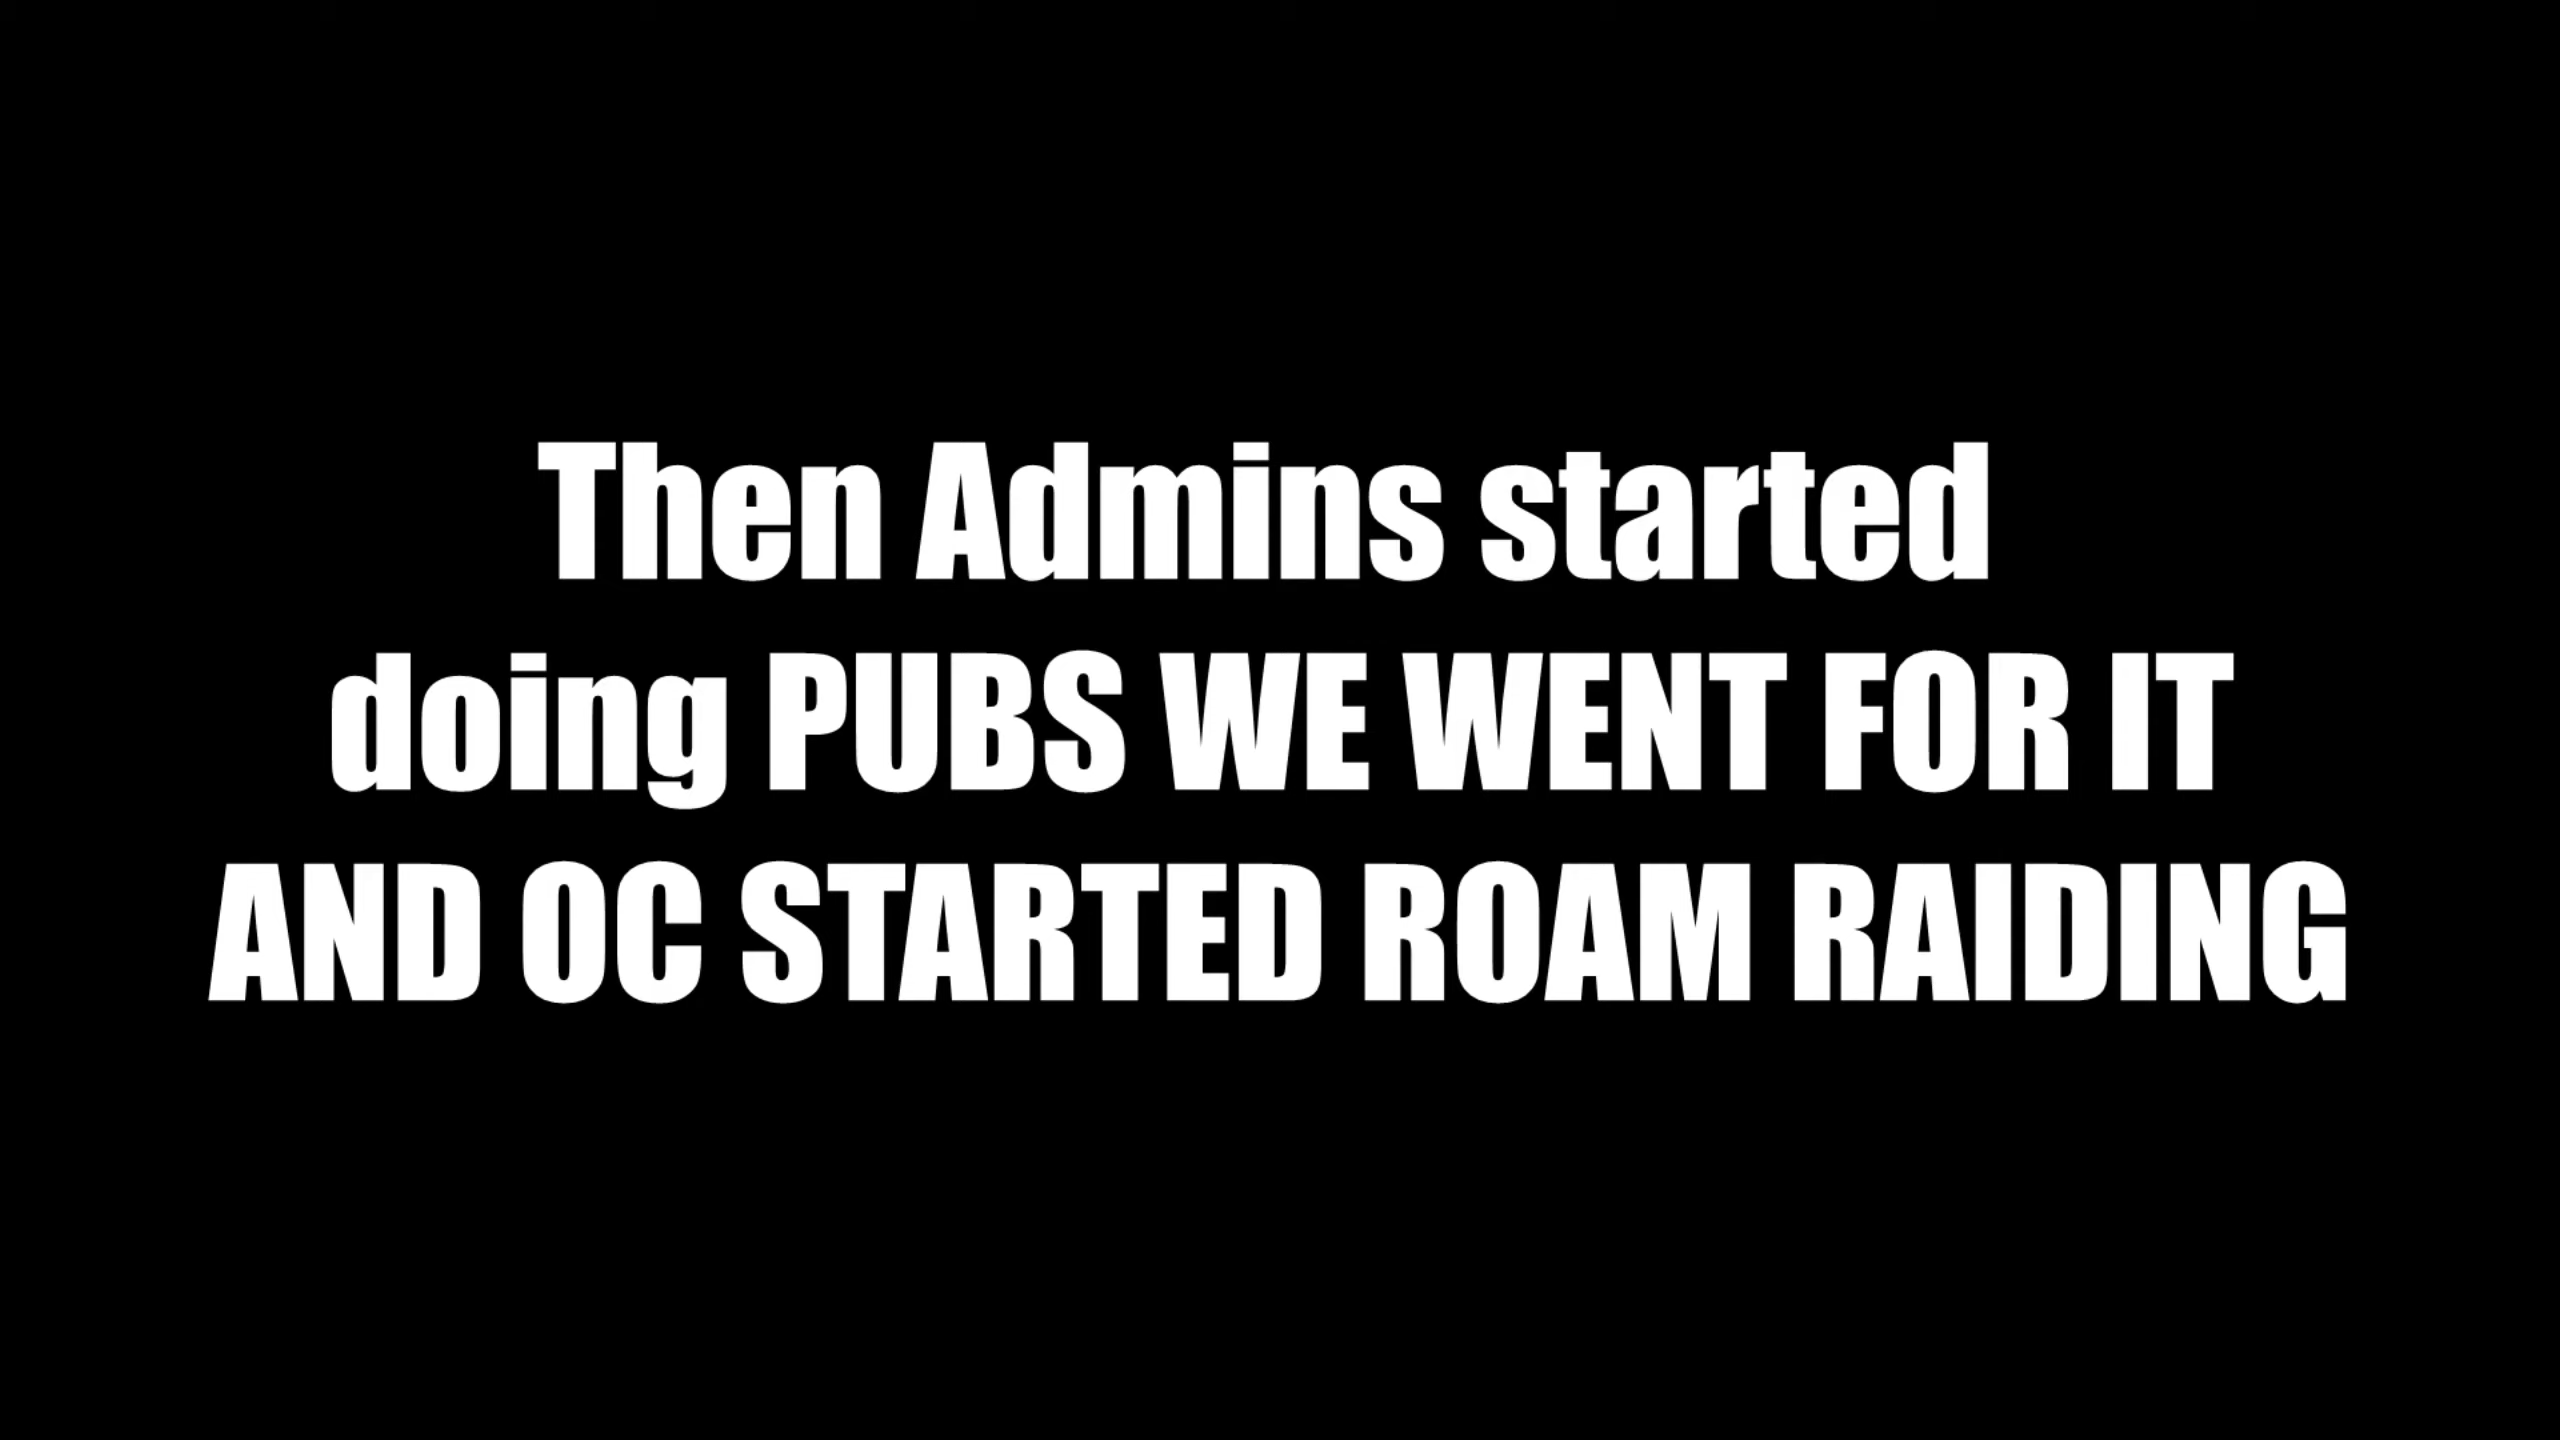 Then Admins started
doing PUBS WE WENT FOR IT
AND OC STARTED ROAM RAIDING